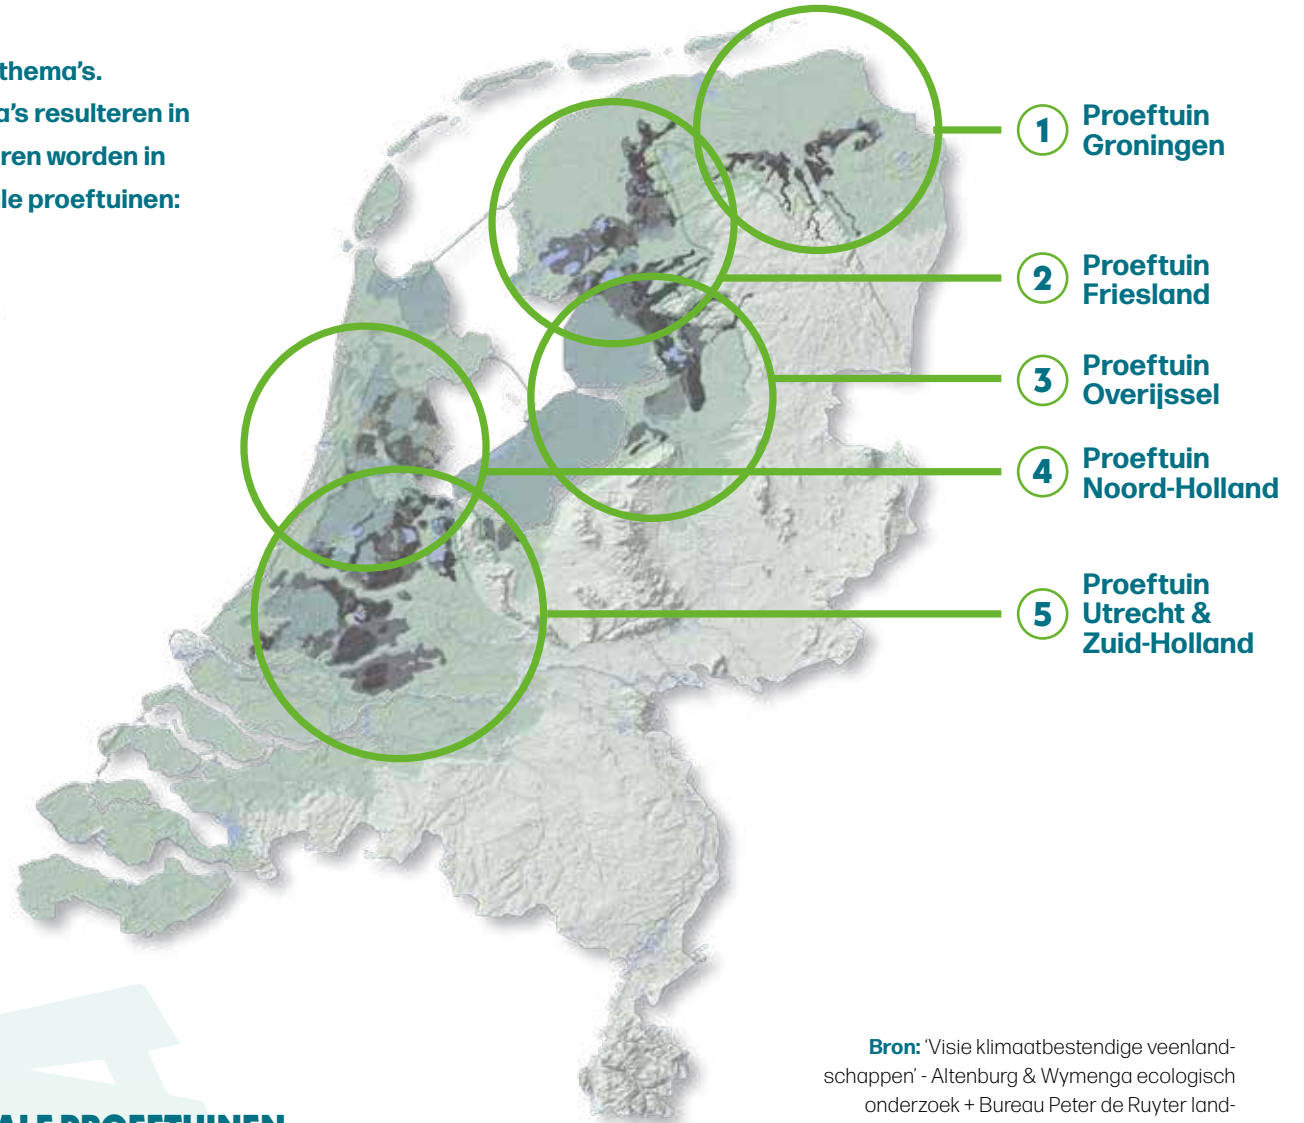 thema's.
a's resulteren in
ren worden in
le proeftuinen:
1 Proeftuin
Groningen
2 Proeftuin
Friesland
3 Proeftuin
Overijssel
4 Proeftuin
Noord-Holland
5 Proeftuin
Utrecht &
Zuid-Holland
Bron: 'Visie klimaatbestendige veenland-
schappen' - Altenburg & Wymenga ecologisch
onderzoek + Bureau Peter de Ruyter land-
ALE PROEFTUINEN